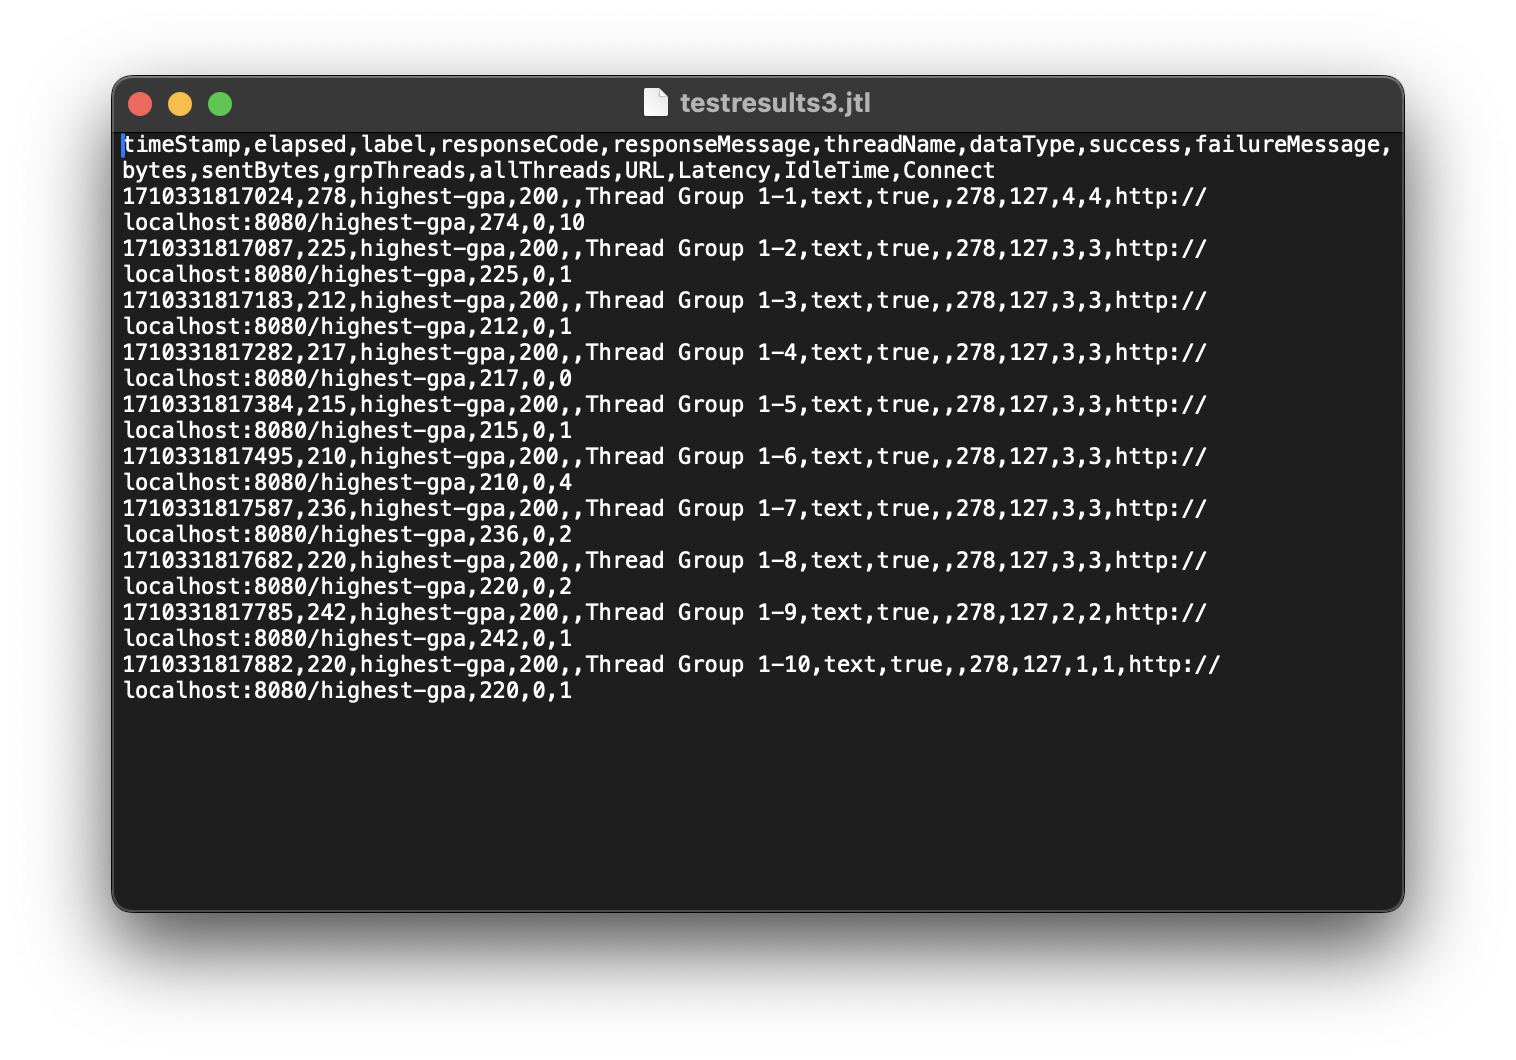 testresults3.jtl
timeStamp,elapsed,label,responseCode,responseMessage,threadName,dataType,success,failureMessage,
bytes,sentBytes,grpThreads,allThreads,URL,Latency,IdleTime,Connect
1710331817024,278,highest-gpa,200,,Thread Group 1-1,text,true,,278,127,4,4,http://
localhost:8080/highest-gpa,274,0,10
1710331817087,225,highest-gpa,200,,Thread Group 1-2,text,true,,278,127,3,3,http://
localhost:8080/highest-gpa,225,0,1
1710331817183,212,highest-gpa,200,,Thread Group 1-3,text,true,,278,127,3,3,http://
localhost:8080/highest-gpa,212,0,1
1710331817282,217,highest-gpa,200,,Thread Group 1-4,text,true,,278,127,3,3,http://
localhost:8080/highest-gpa,217,0,0
1710331817384,215,highest-gpa,200,,Thread Group 1-5,text,true,,278,127,3,3,http://
localhost:8080/highest-gpa,215,0,1
1710331817495,210,highest-gpa,200,,Thread Group 1-6,text,true,,278,127,3,3,http://
localhost:8080/highest-gpa,210,0,4
1710331817587,236,highest-gpa,200,,Thread Group 1-7,text,true,,278,127,3,3,http://
localhost:8080/highest-gpa,236,0,2
1710331817682,220,highest-gpa,200,,Thread Group 1-8,text,true,,278,127,3,3,http://
localhost:8080/highest-gpa,220,0,2
1710331817785,242,highest-gpa,200,,Thread Group 1-9,text,true,,278,127,2,2,http://
localhost:8080/highest-gpa,242,0,1
1710331817882,220,highest-gpa,200,,Thread Group 1-10,text,true,,278,127,1,1,http://
localhost:8080/highest-gpa,220,0,1